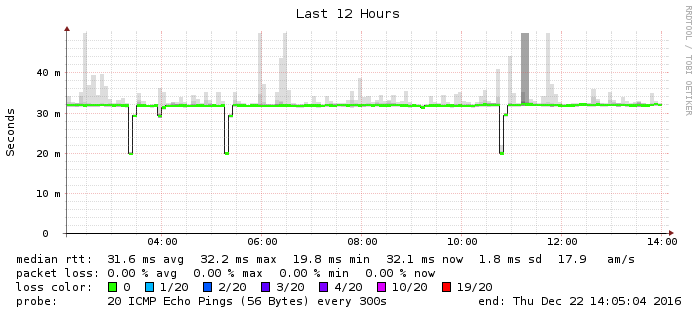 Last 12 Hours
RRDTOOL / TOBI OETIKER
Seconds
40 m
30 m
20 m
10 m
0
04:00 06:00 08:00 10:00 12:00 14:00
median rtt: 31.6 ms avg 32.2 ms max 19.8 ms min 32.1 ms now 1.8 ms sd 17.9 am/s
packet loss: 0.00 % avg 0.00 % max 0.00 % min 0.00 % now
loss color: 0 1/20 2/20 3/20 4/20 10/20 19/20
probe: 20 ICMP Echo Pings (56 Bytes) every 300s end: Thu Dec 22 14:05:04 2016